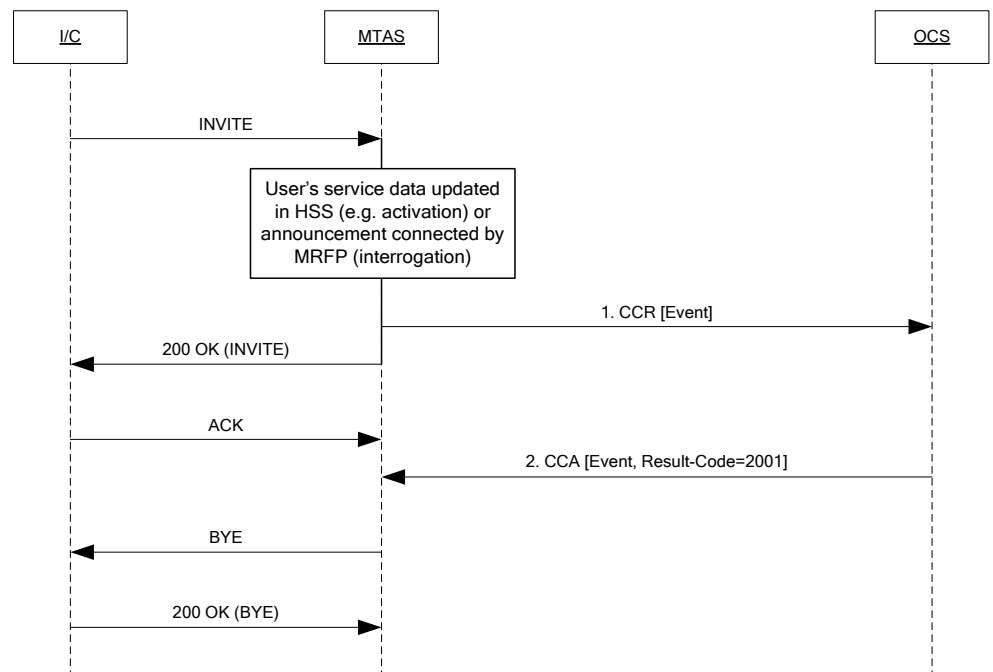 I/C
MTAS
OCS
INVITE
User's service data updated
in HSS (e.g. activation) or
announcement connected by
MRFP (interrogation)
1. CCR [Event]
200 OK (INVITE)
ACK
2. CCA [Event, Result-Code=2001]
BYE
200 OK (BYE)